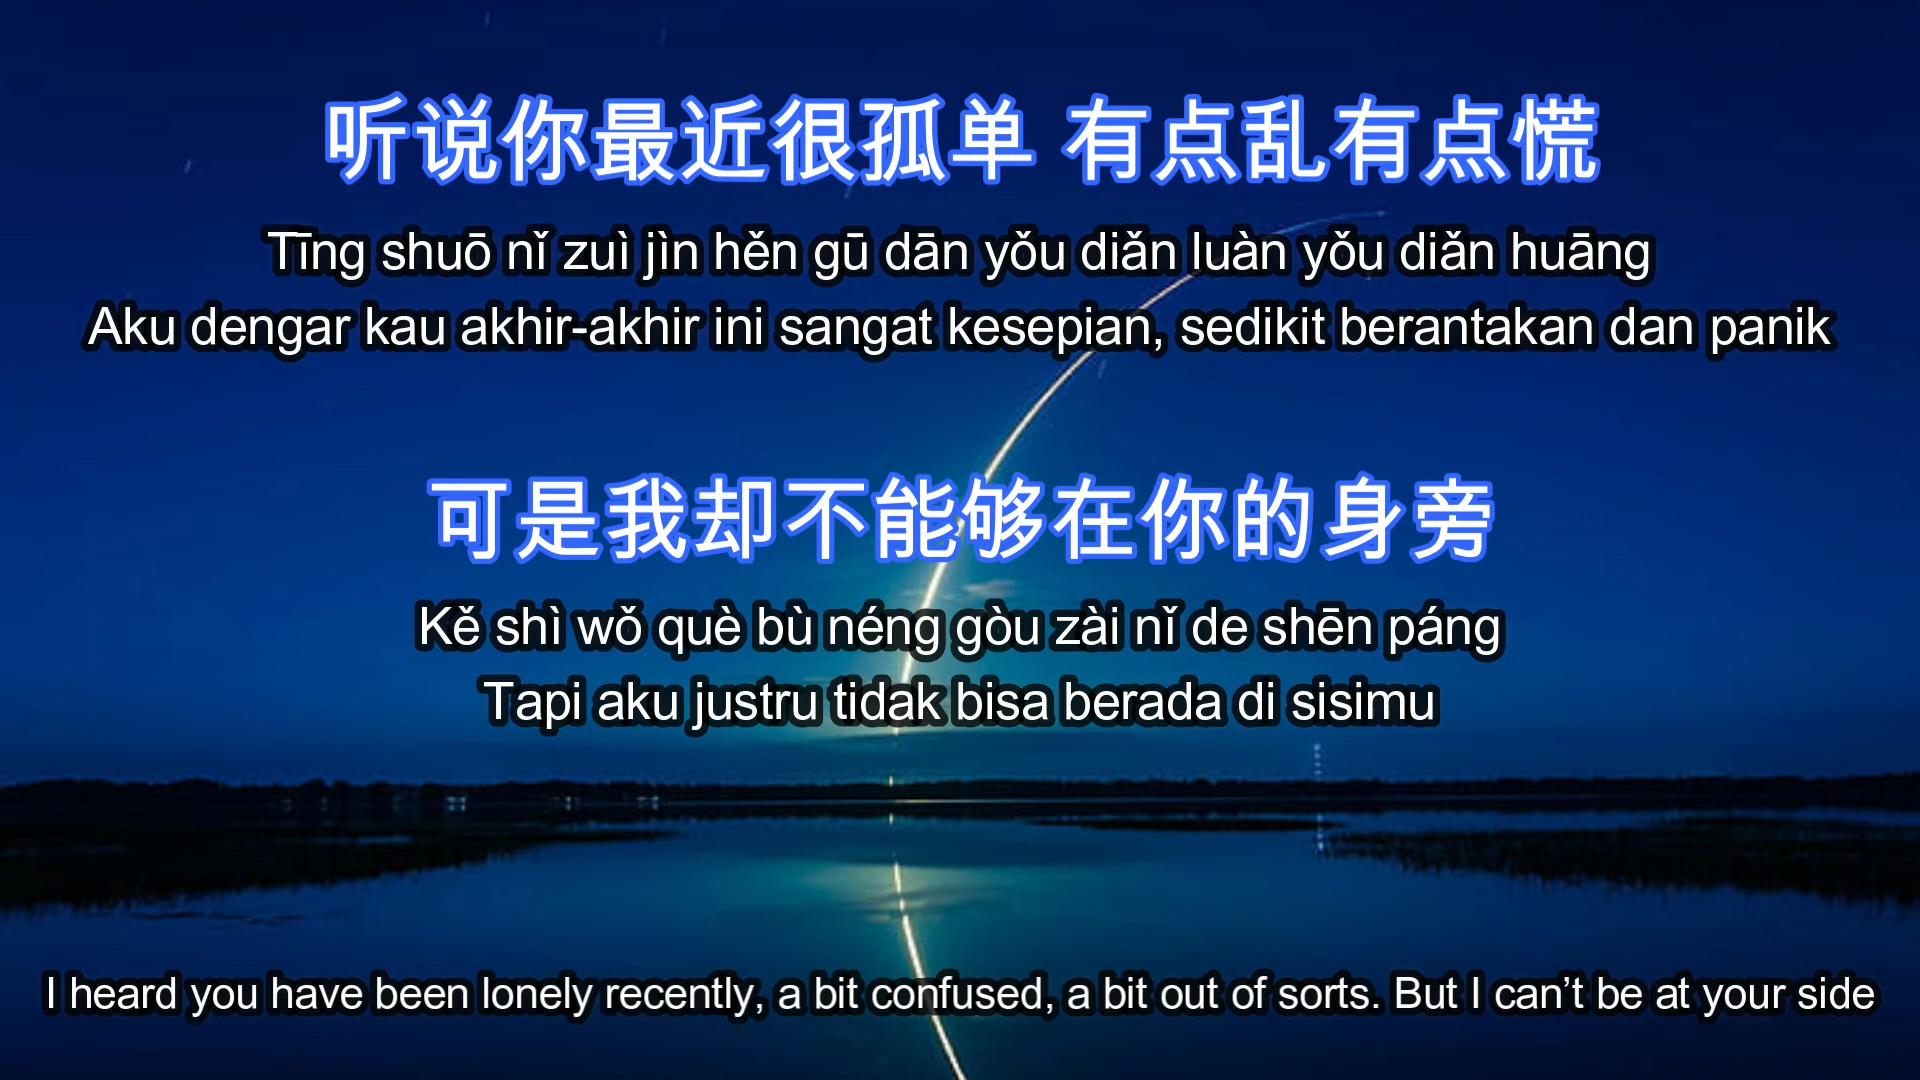 听说你最近很孤单 有点乱有点慌
Tīng shuō nǐ zuì jìn hěn gū dān yǒu diǎn luàn yǒu diǎn huāng
Aku dengar kau akhir-akhir ini sangat kesepian, sedikit berantakan dan panik
可是我却不能够在你的身旁
Kě shì wǒ què bù néng gòu zài nǐ de shēn páng
Tapi aku justru tidak bisa berada di sisimu
I heard you have been lonely recently, a bit confused, a bit out of sorts. But I can’t be at your side